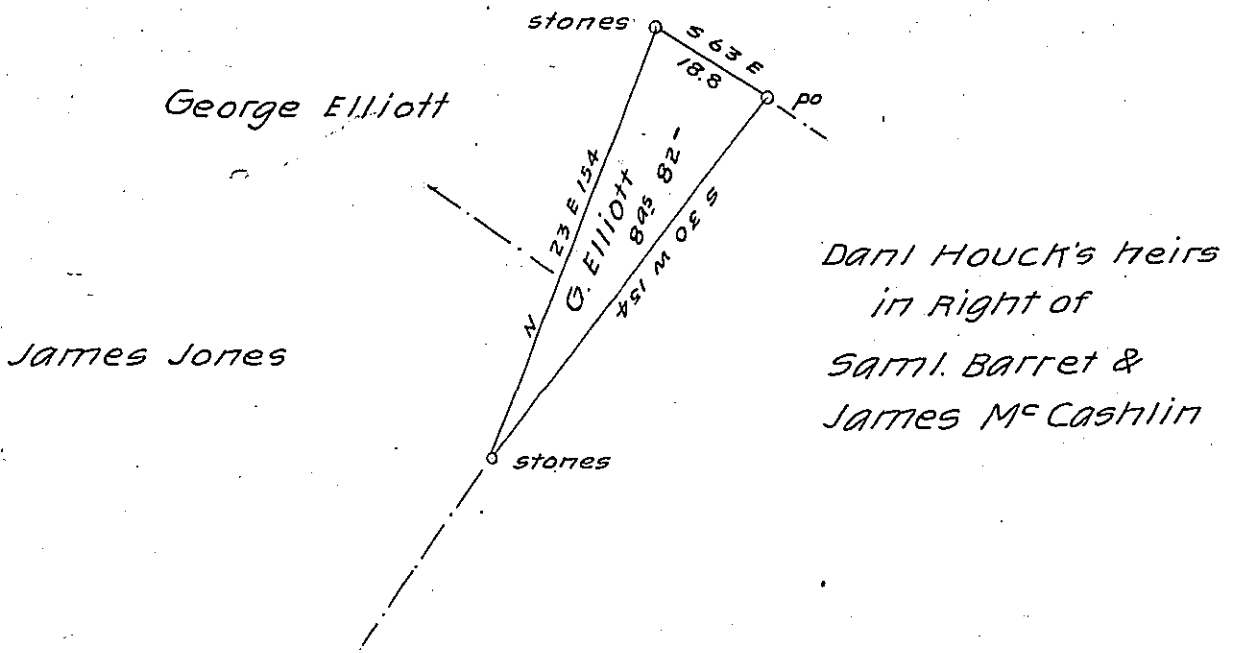 stones
S 63 E
18.8
po
George Elliott
N 23 E 154
G. Elliott
8as 82-
S 30 W 154
Danl Houck's heirs
in Right of
Saml. Barret &
James Mc Cashlin
James Jones
stones